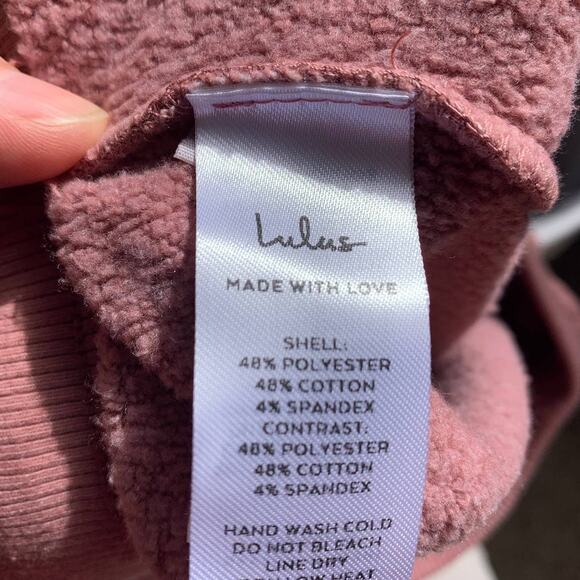 Lulus
MADE WITH LOVE
SHELL:
48% POLYESTER
48% COTTON
4% SPANDEX
CONTRAST:
48% POLYESTER
48% COTTON
4% SPANDEX
HAND WASH COLD
DO NOT BLEACH
LINE DRY
HEAT